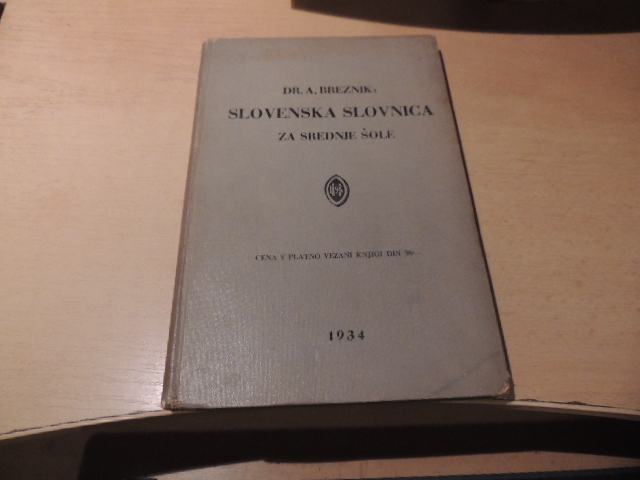 DR. A. BREZNIK:
SLOVENSKA SLOVNICA
ZA SREDNJE ŠOLE
CENA V PLATNO VEZANI KNJIGI DIN
1934